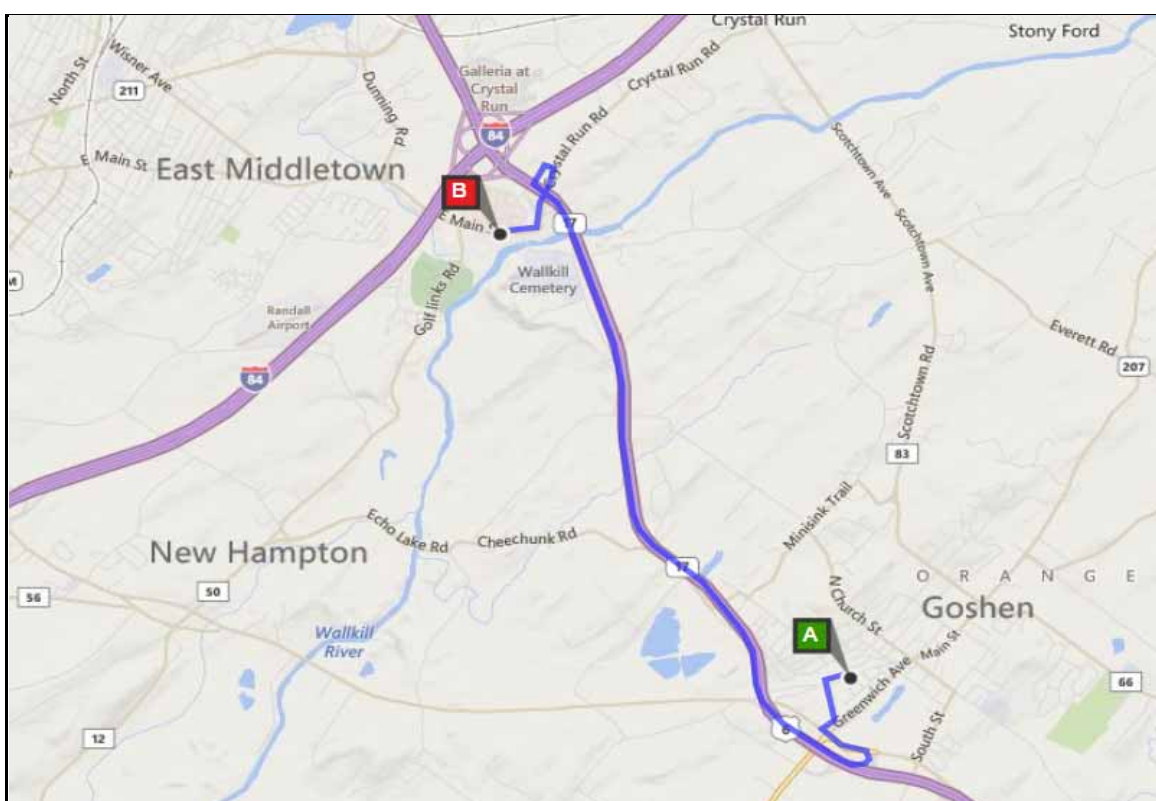 Crystal Run
Stony Ford
North St
Wisner Ave
211
Dunning Rd
Galleria at
Crystal
Run
Crystal Run Rd
84
Crystal Run Rd
Scotchtown Ave
E Main St
East Middletown
B
E Main S
17
Scotchtown Ave
Wallkill
Cemetery
Golf links Rd
Randall
Airport
M
84
Everett Rd
207
Scotchtown Rd
83
Minisink Trail
Echo Lake Rd
Cheechunk Rd
New Hampton
17
56
50
ORANGE
N Church St
Goshen
Wallkill
River
A
Main St
Greenwich Ave
66
South St
6
12